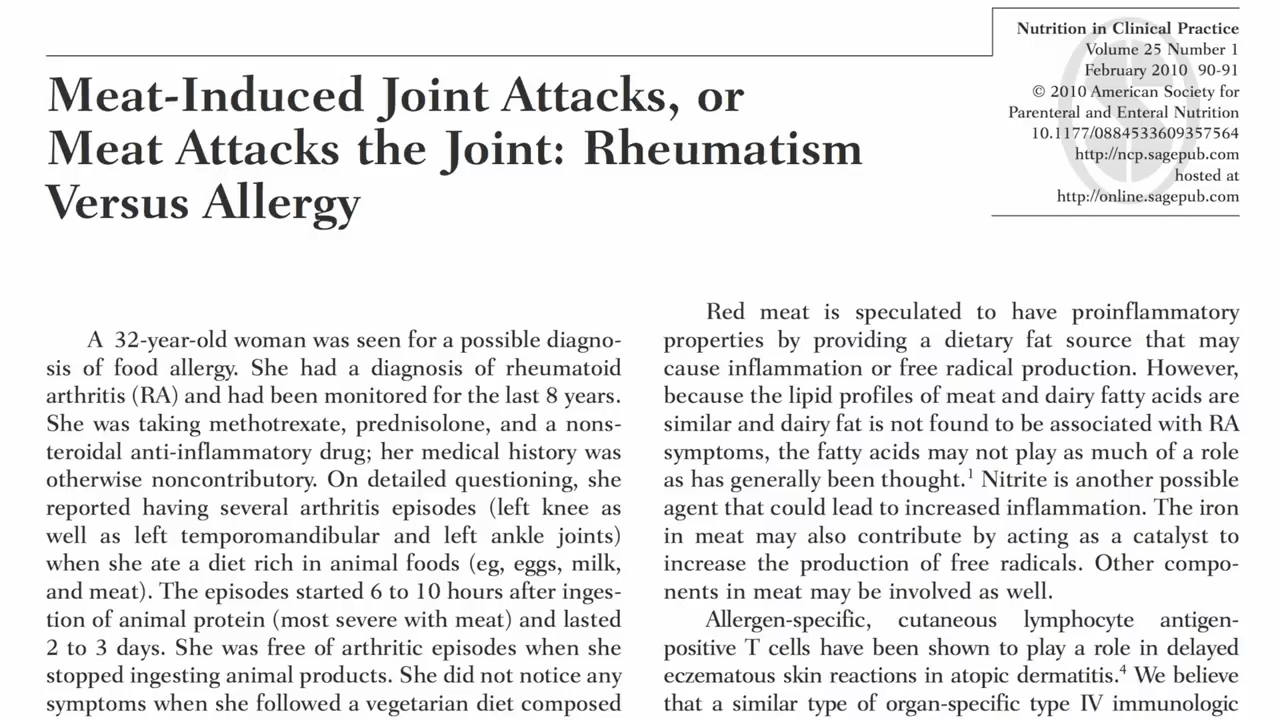 Nutrition in Clinical Practice
Volume 25 Number 1
February 2010 90-91
© 2010 American Society for
Parenteral and Enteral Nutrition
10.1177/0884533609357564
http://ncp.sagepub.com
hosted at
http://online.sagepub.com
Meat-Induced Joint Attacks, or
Meat Attacks the Joint: Rheumatism
Versus Allergy
A 32-year-old woman was seen for a possible diagno-
sis of food allergy. She had a diagnosis of rheumatoid
arthritis (RA) and had been monitored for the last 8 years.
She was taking methotrexate, prednisolone, and a nons-
teroidal anti-inflammatory drug; her medical history was
otherwise noncontributory. On detailed questioning, she
reported having several arthritis episodes (left knee as
well as left temporomandibular and left ankle joints)
when she ate a diet rich in animal foods (eg, eggs, milk,
and meat). The episodes started 6 to 10 hours after inges-
tion of animal protein (most severe with meat) and lasted
2 to 3 days. She was free of arthritic episodes when she
stopped ingesting animal products. She did not notice any
symptoms when she followed a vegetarian diet composed
Red meat is speculated to have proinflammatory
properties by providing a dietary fat source that may
cause inflammation or free radical production. However,
because the lipid profiles of meat and dairy fatty acids are
similar and dairy fat is not found to be associated with RA
symptoms, the fatty acids may not play as much of a role
as has generally been thought.1 Nitrite is another possible
agent that could lead to increased inflammation. The iron
in meat may also contribute by acting as a catalyst to
increase the production of free radicals. Other compo-
nents in meat may be involved as well.
Allergen-specific, cutaneous lymphocyte antigen-
positive T cells have been shown to play a role in delayed
eczematous skin reactions in atopic dermatitis.4 We believe
that a similar type of organ-specific type IV immunologic